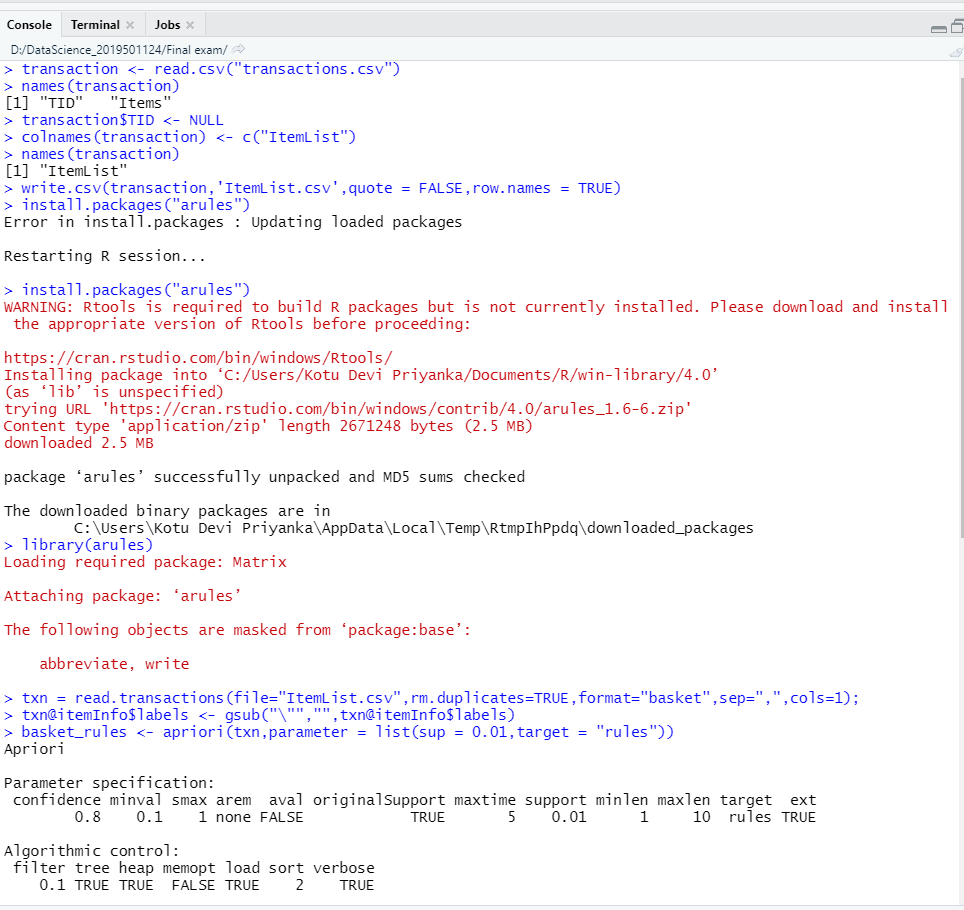 Console Terminal Jobs
D:/DataScience_2019501124/Final exam/
> transaction <- read.csv("transactions.csv")
> names(transaction)
[1] "TID"   "Items"
> transaction$TID <- NULL
> colnames(transaction) <- c("ItemList")
> names(transaction)
[1] "ItemList"
> write.csv(transaction,'ItemList.csv',quote = FALSE,row.names = TRUE)
> install.packages("arules")
Error in install.packages : Updating loaded packages

Restarting R session...

> install.packages("arules")
WARNING: Rtools is required to build R packages but is not currently installed. Please download and install
 the appropriate version of Rtools before proceeding:

https://cran.rstudio.com/bin/windows/Rtools/
Installing package into ‘C:/Users/Kotu Devi Priyanka/Documents/R/win-library/4.0’
(as ‘lib’ is unspecified)
trying URL 'https://cran.rstudio.com/bin/windows/contrib/4.0/arules_1.6-6.zip'
Content type 'application/zip' length 2671248 bytes (2.5 MB)
downloaded 2.5 MB

package ‘arules’ successfully unpacked and MD5 sums checked

The downloaded binary packages are in
        C:\Users\Kotu Devi Priyanka\AppData\Local\Temp\RtmpIhPpdq\downloaded_packages
> library(arules)
Loading required package: Matrix

Attaching package: ‘arules’

The following objects are masked from ‘package:base’:

    abbreviate, write

> txn = read.transactions(file="ItemList.csv",rm.duplicates=TRUE,format="basket",sep=",",cols=1);
> txn@itemInfo$labels <- gsub("\"","",txn@itemInfo$labels)
> basket_rules <- apriori(txn,parameter = list(sup = 0.01,target = "rules"))
Apriori

Parameter specification:
 confidence minval smax arem  aval originalSupport maxtime support minlen maxlen target  ext
        0.8    0.1    1 none FALSE            TRUE       5    0.01      1     10  rules TRUE

Algorithmic control:
 filter tree heap memopt load sort verbose
    0.1 TRUE TRUE  FALSE TRUE    2    TRUE